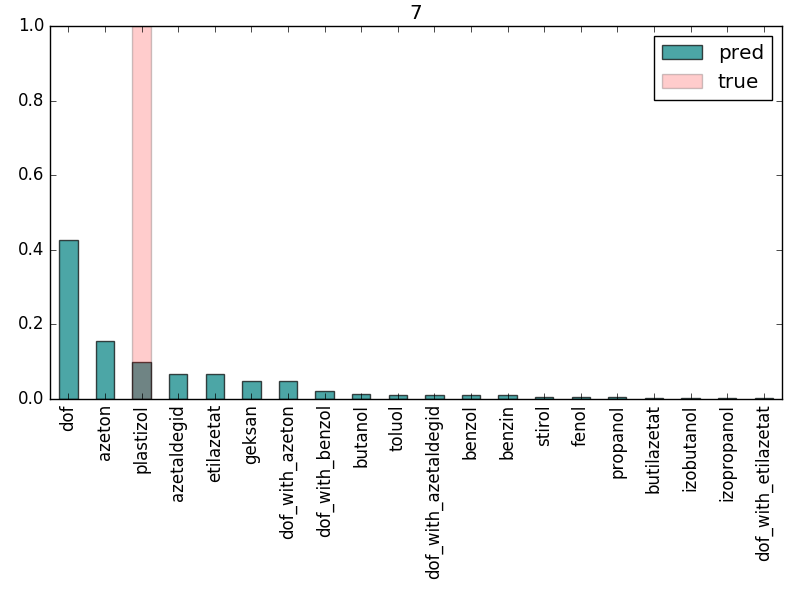 7
1.0
0.8
0.6
0.4
0.2
0.0
pred
true
dof
azeton
plastizol
azetaldegid
etilazetat
geksan
dof_with_azeton
dof_with_benzol
butanol
toluol
dof_with_azetaldegid
benzol
benzin
stirol
fenol
propanol
butilazetat
izobutanol
izopropanol
dof_with_etilazetat